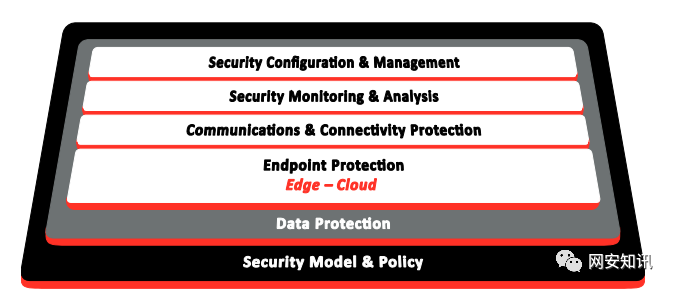 Security Configuration & Management
Security Monitoring & Analysis
Communications & Connectivity Protection
Endpoint Protection
Edge – Cloud
Data Protection
Security Model & Policy
网安知讯